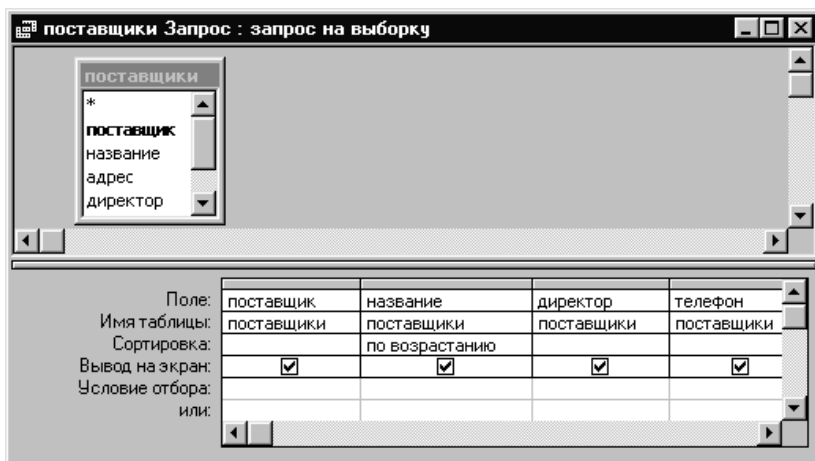 поставщики Запрос : запрос на выборку
поставщики
*
поставщик
название
адрес
директор
Поле: поставщик название директор телефон
Имя таблицы: поставщики поставщики поставщики поставщики
Сортировка: по возрастанию
Вывод на экран:
Условие отбора:
или: